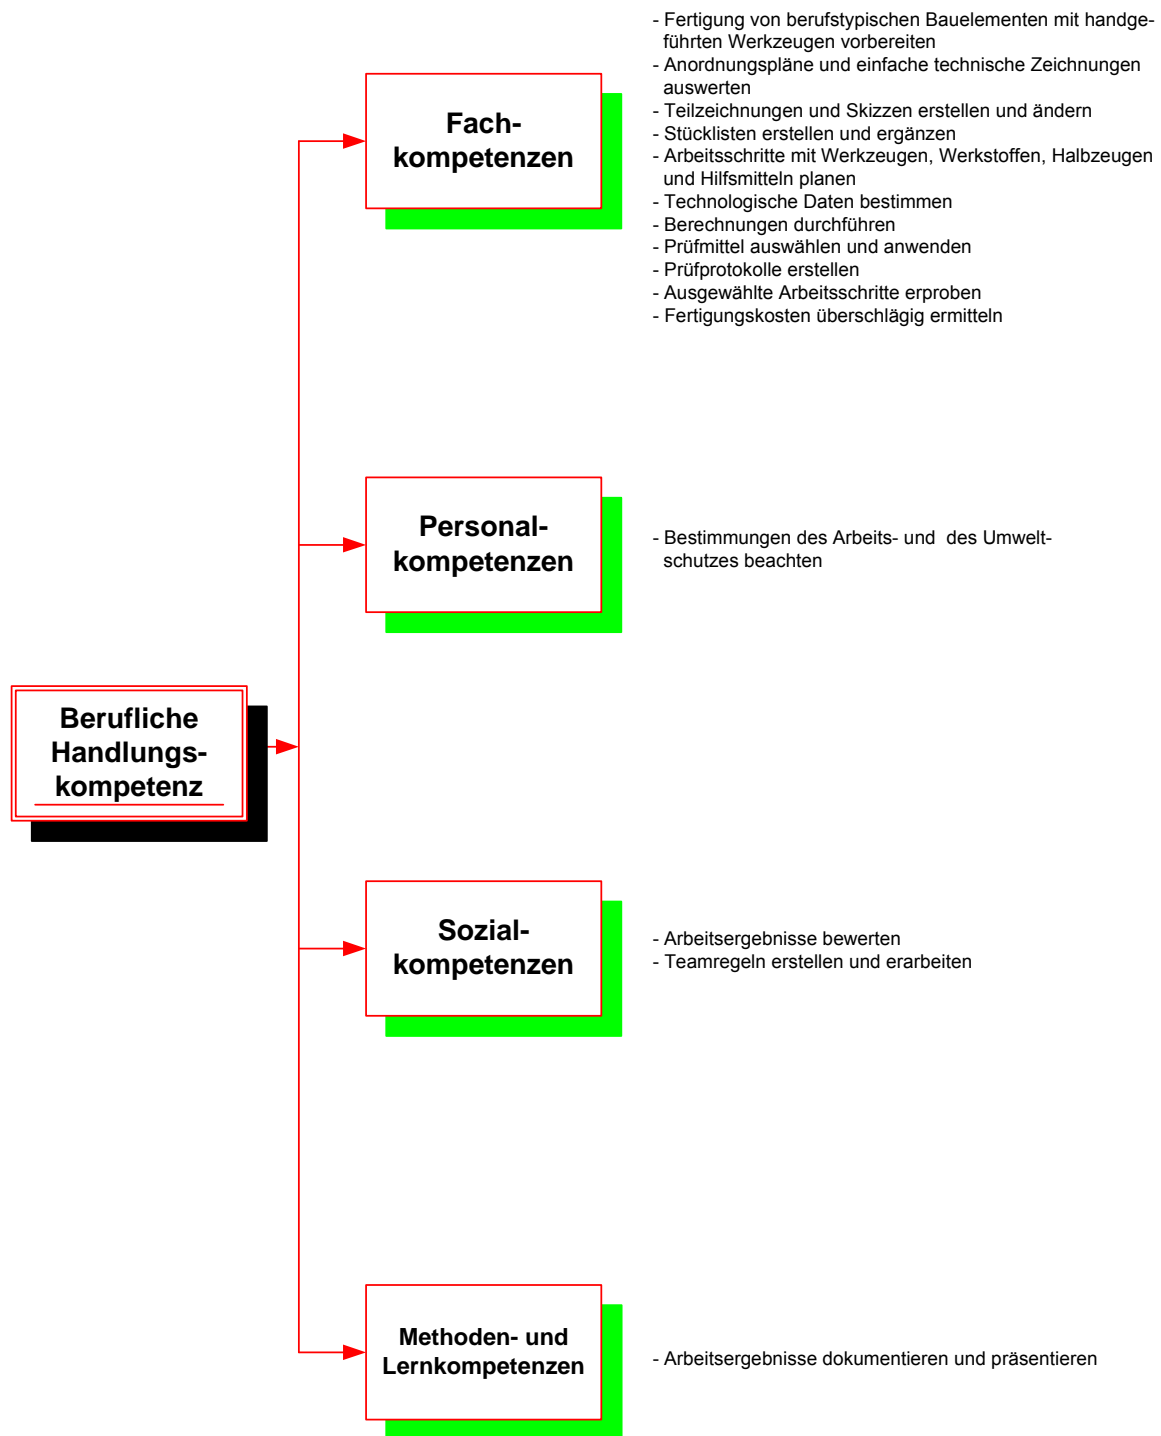 - Fertigung von berufstypischen Bauelementen mit handge-
führten Werkzeugen vorbereiten
- Anordnungspläne und einfache technische Zeichnungen
auswerten
- Teilzeichnungen und Skizzen erstellen und ändern
- Stücklisten erstellen und ergänzen
- Arbeitsschritte mit Werkzeugen, Werkstoffen, Halbzeugen
und Hilfsmitteln planen
- Technologische Daten bestimmen
- Berechnungen durchführen
- Prüfmittel auswählen und anwenden
- Prüfprotokolle erstellen
- Ausgewählte Arbeitsschritte erproben
- Fertigungskosten überschlägig ermitteln
Fach-
kompetenzen
Personal-
kompetenzen
- Bestimmungen des Arbeits- und  des Umwelt-
schutzes beachten
Berufliche
Handlungs-
kompetenz
Sozial-
kompetenzen
- Arbeitsergebnisse bewerten
- Teamregeln erstellen und erarbeiten
Methoden- und
Lernkompetenzen
- Arbeitsergebnisse dokumentieren und präsentieren